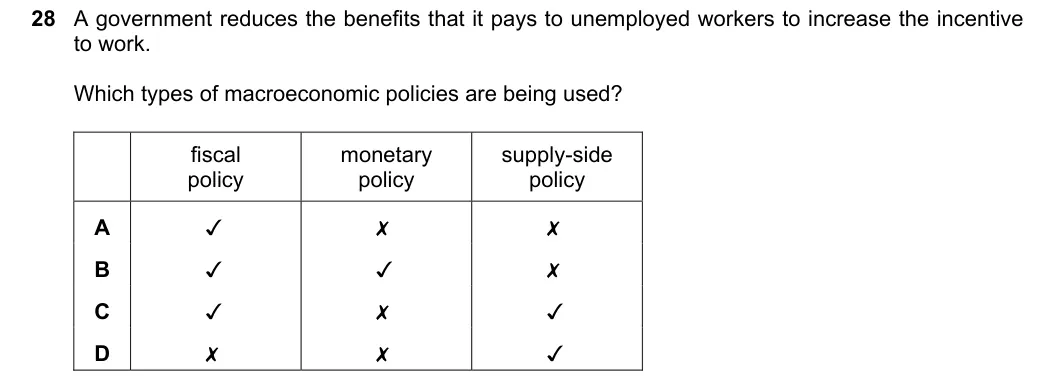 28 A government reduces the benefits that it pays to unemployed workers to increase the incentive
to work.
Which types of macroeconomic policies are being used?
fiscal policy monetary policy supply-side policy
A ✓ ✗ ✗
B ✓ ✓ ✗
C ✓ ✗ ✓
D ✗ ✗ ✓